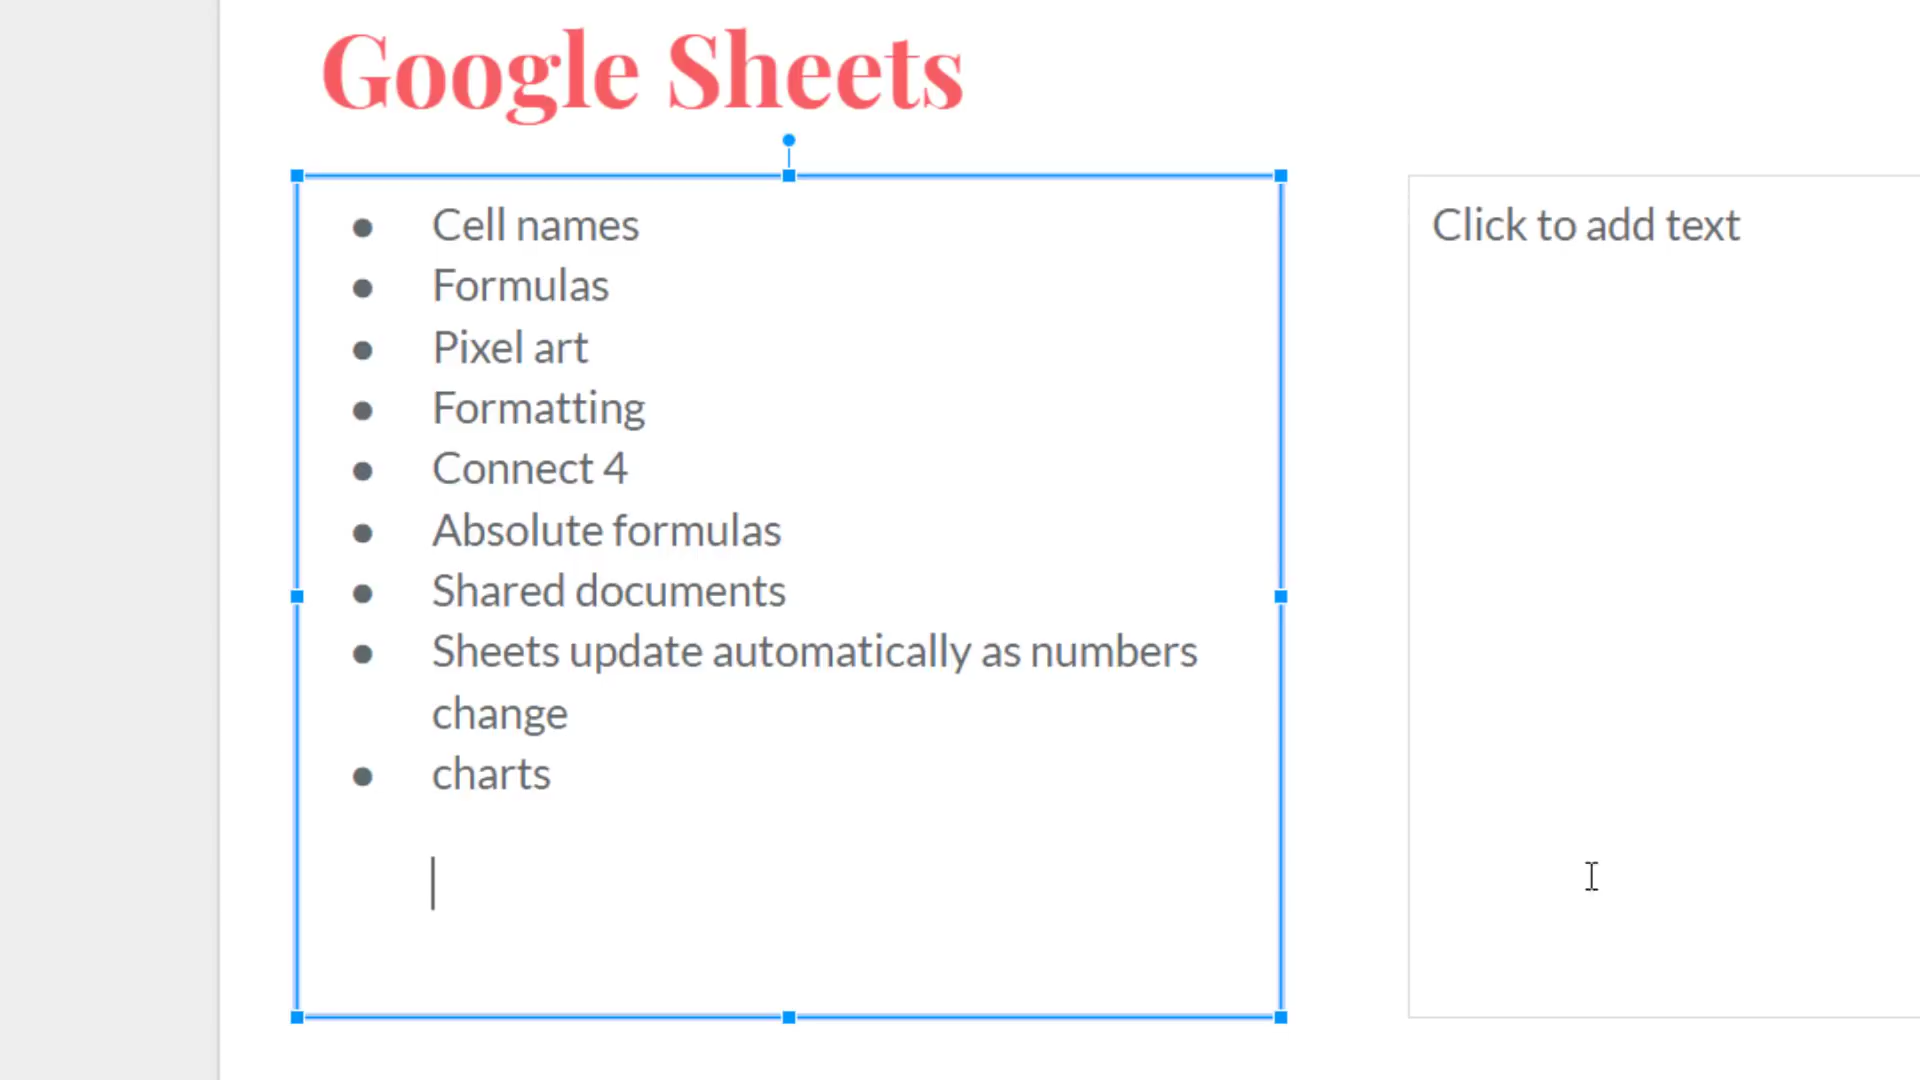 Google Sheets
● Cell names
● Formulas
● Pixel art
● Formatting
● Connect 4
● Absolute formulas
● Shared documents
● Sheets update automatically as numbers
change
● charts
Click to add text